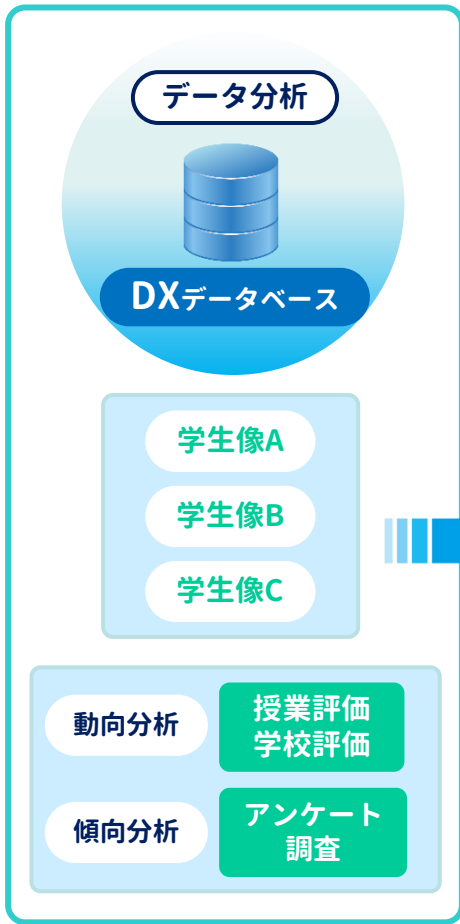 データ分析
DXデータベース
学生像A
学生像B
学生像C
動向分析
授業評価
学校評価
傾向分析
アンケート
調査